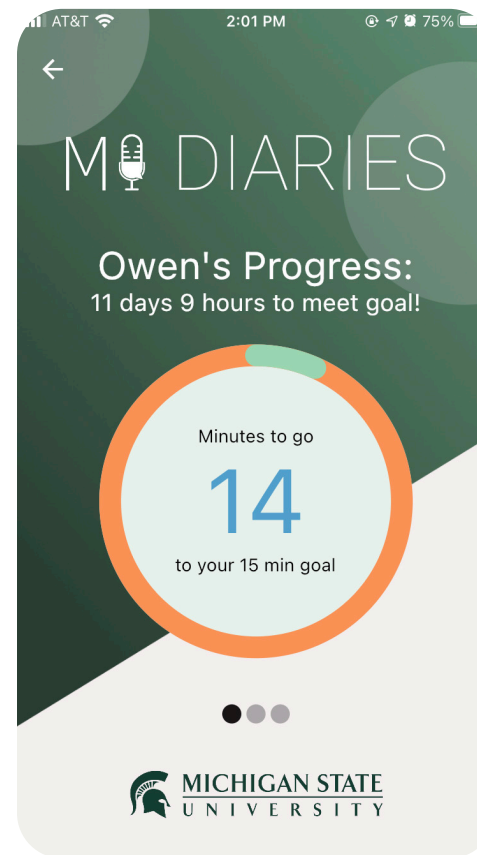 AT&T 2:01 PM 75%
MI DIARIES
Owen's Progress:
11 days 9 hours to meet goal!
Minutes to go
14
to your 15 min goal
MICHIGAN STATE
UNIVERSITY